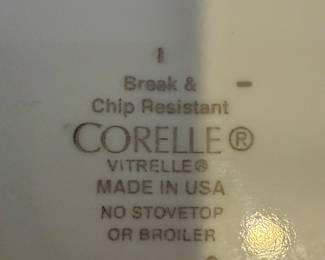 Break &
Chip Resistant
CORELLE®
VITRELLE®
MADE IN USA
NO STOVETOP
OR BROILER